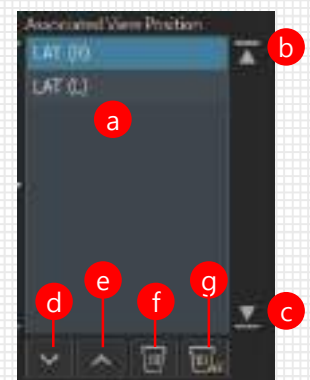 Associated View Position
b
LAT (R)
LAT (L)
a
g
e
f
d
c